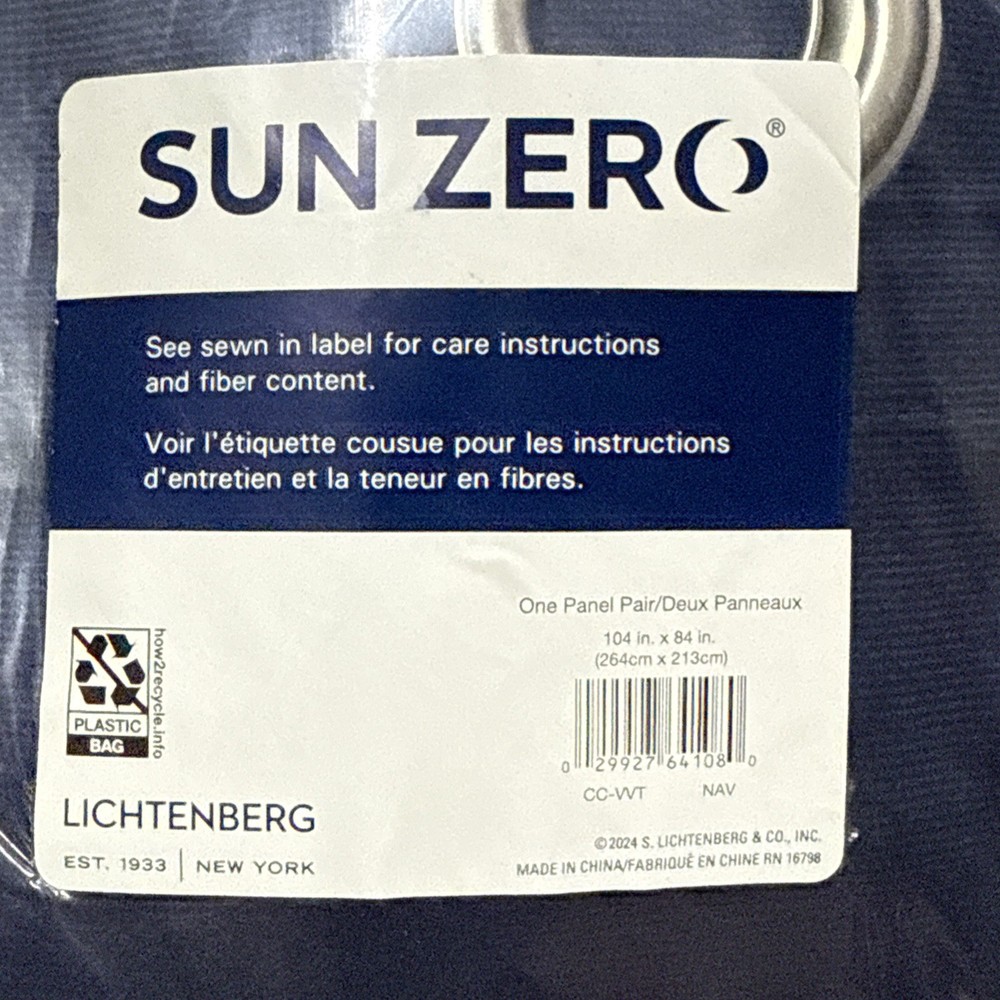 SUN ZERO®
See sewn in label for care instructions
and fiber content.
Voir l'étiquette cousue pour les instructions
d'entretien et la teneur en fibres.
One Panel Pair/Deux Panneaux
104 in. x 84 in.
(264cm x 213cm)
0 29927 64108 0
CC-VVT NAV
how2recycle.info
PLASTIC
BAG
LICHTENBERG
EST. 1933 | NEW YORK
©2024 S. LICHTENBERG & CO., INC.
MADE IN CHINA/FABRIQUÉ EN CHINE RN 16798